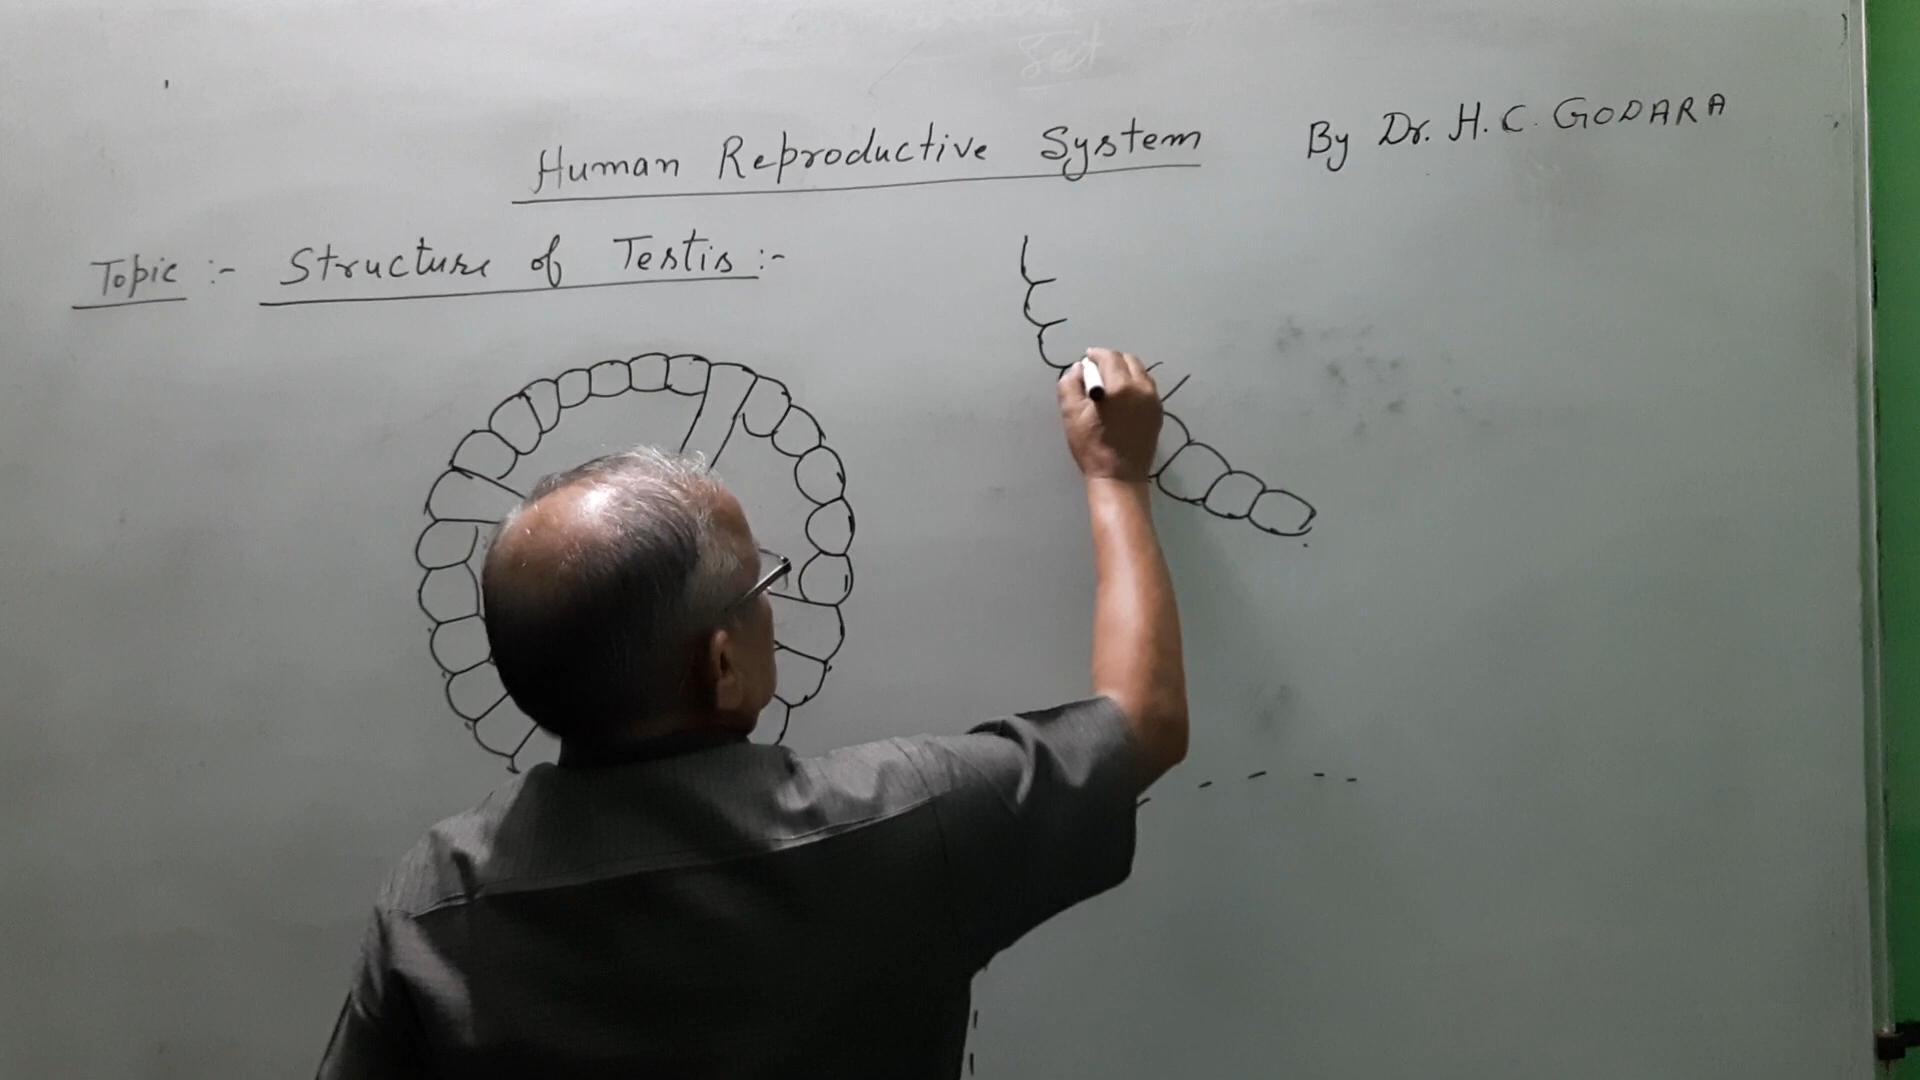 Human Reproductive System By Dr. H. C. GODARA
Topic :- Structure of Testis :-